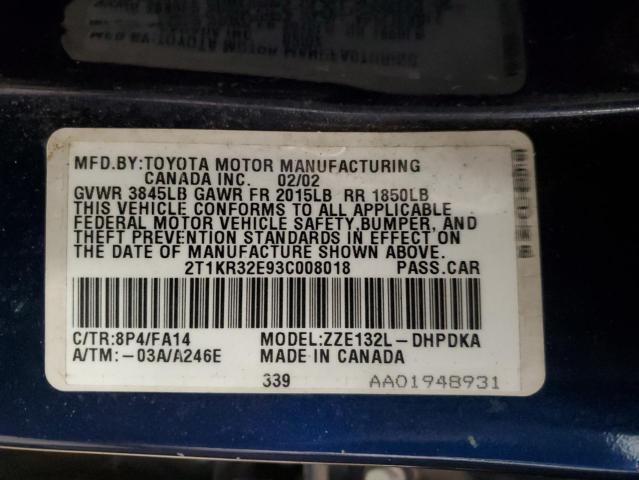 MFD.BY:TOYOTA MOTOR MANUFACTURING
CANADA INC. 02/02
GVWR 3845LB GAWR FR 2015LB RR 1850LB
THIS VEHICLE CONFORMS TO ALL APPLICABLE
FEDERAL MOTOR VEHICLE SAFETY,BUMPER, AND
THEFT PREVENTION STANDARDS IN EFFECT ON
THE DATE OF MANUFACTURE SHOWN ABOVE.
2T1KR32E93C008018 PASS.CAR
C/TR:8P4/FA14 MODEL:ZZE132L-DHPDKA
A/TM:-03A/A246E MADE IN CANADA
339 AA01948931